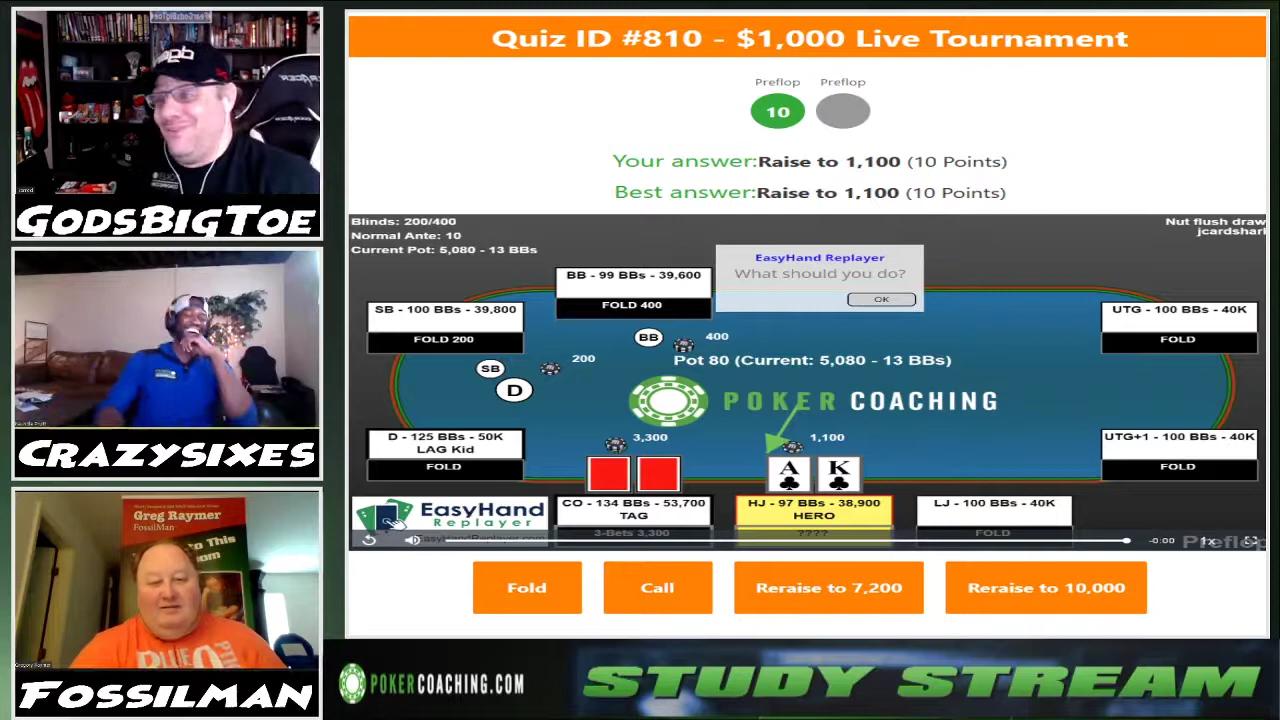 GODSBIGTOE
CRAZYSIXES
Greg Raymer
FossilMan
FOSSILMAN
Quiz ID #810 - $1,000 Live Tournament
Preflop Preflop
10
Your answer:Raise to 1,100 (10 Points)
Best answer:Raise to 1,100 (10 Points)
Blinds: 200/400
Normal Ante: 10
Current Pot: 5,080 - 13 BBs
Nut flush draw
jcardshark
EasyHand Replayer
What should you do?
OK
BB - 99 BBs - 39,600
FOLD 400
SB - 100 BBs - 39,800
FOLD 200
UTG - 100 BBs - 40K
FOLD
BB
400
SB
200
D
Pot 80 (Current: 5,080 - 13 BBs)
POKER COACHING
D - 125 BBs - 50K
LAG Kid
FOLD
3,300
1,100
A K
UTG+1 - 100 BBs - 40K
FOLD
EasyHand
Replayer
EasyHandReplayer.com
CO - 134 BBs - 53,700
TAG
3-Bets 3,300
HJ - 97 BBs - 38,900
HERO
????
LJ - 100 BBs - 40K
FOLD
-0:00
1x
Preflop
Fold
Call
Reraise to 7,200
Reraise to 10,000
POKERCOACHING.COM
STUDY STREAM